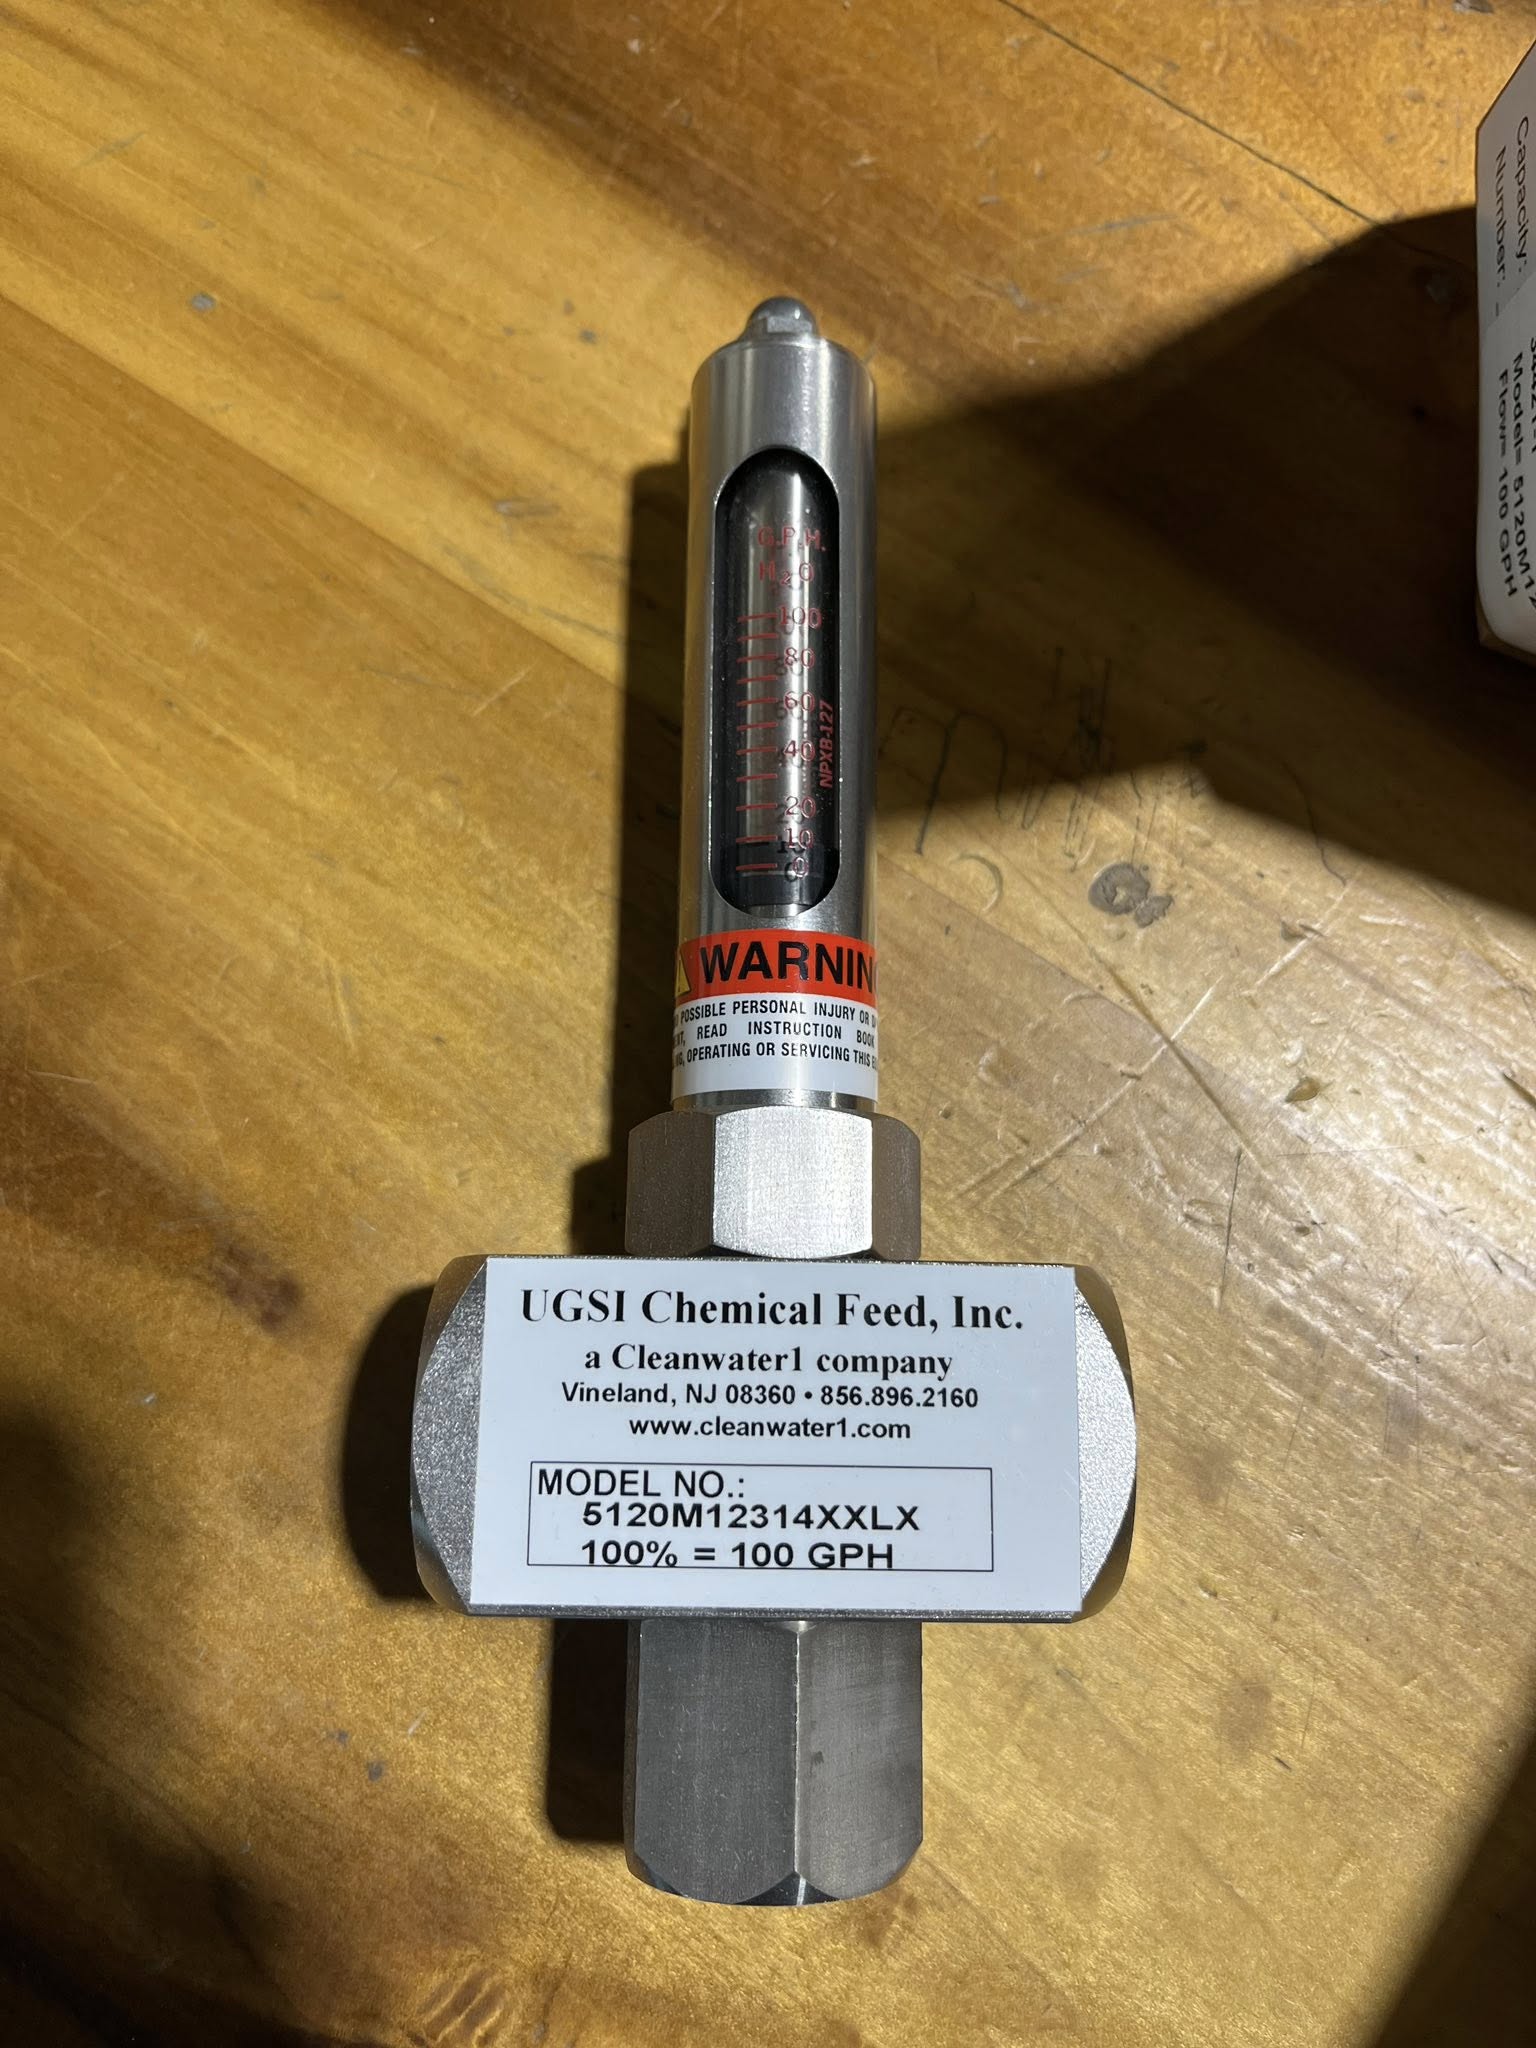 G.P.H.
H₂O
100
80
60
40
20
10
0
NPXB-127
WARNIN
POSSIBLE PERSONAL INJURY OR
READ INSTRUCTION BOOK
OPERATING OR SERVICING THIS
UGSI Chemical Feed, Inc.
a Cleanwater1 company
Vineland, NJ 08360 • 856.896.2160
www.cleanwater1.com
MODEL NO.:
5120M12314XXLX
100% = 100 GPH
Capacity:
Number:
Model= 5120M12
Flow= 100 GPH